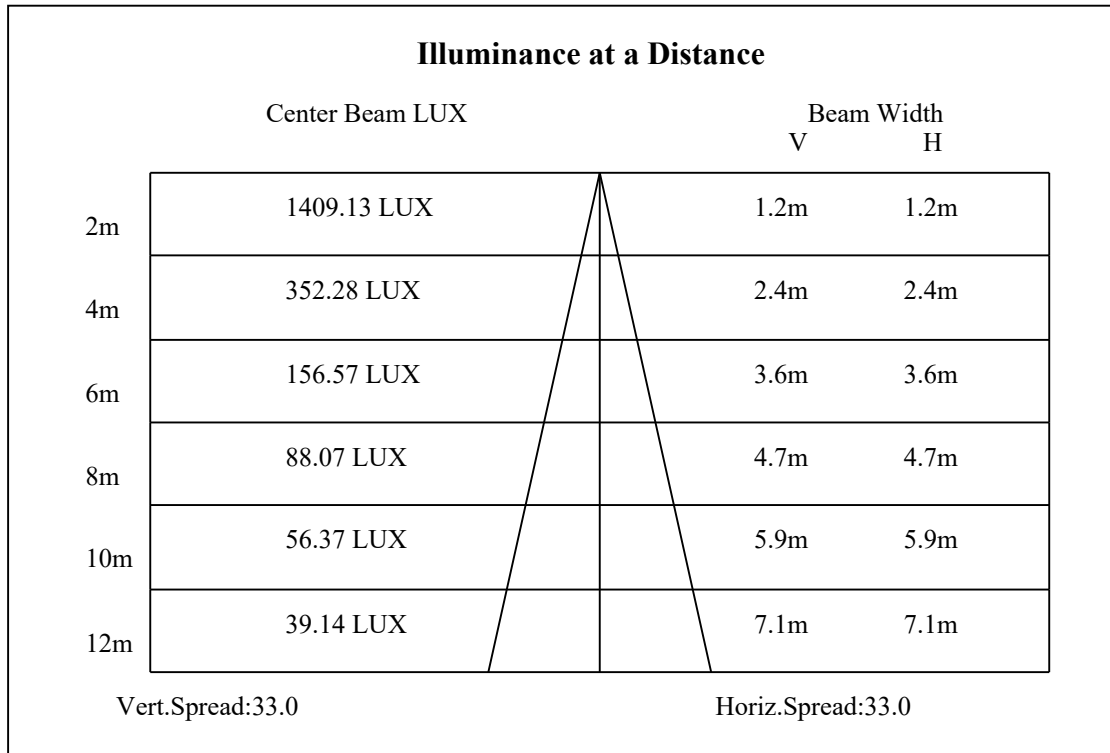 Illuminance at a Distance
Center Beam LUX Beam Width
V H
1409.13 LUX 1.2m 1.2m
2m
352.28 LUX 2.4m 2.4m
4m
156.57 LUX 3.6m 3.6m
6m
88.07 LUX 4.7m 4.7m
8m
56.37 LUX 5.9m 5.9m
10m
39.14 LUX 7.1m 7.1m
12m
Vert.Spread:33.0 Horiz.Spread:33.0